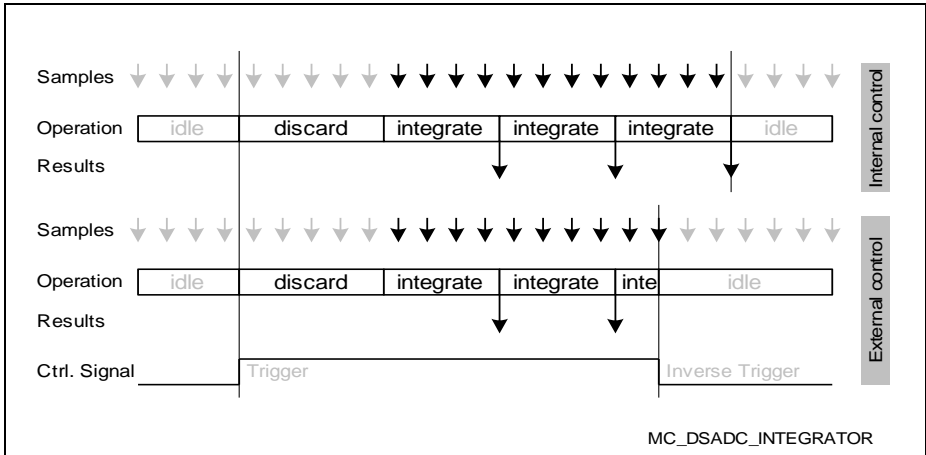 Samples
Operation idle discard integrate integrate integrate idle
Results
Internal control
Samples
Operation idle discard integrate integrate inte idle
Results
External control
Ctrl. Signal Trigger Inverse Trigger
MC_DSADC_INTEGRATOR